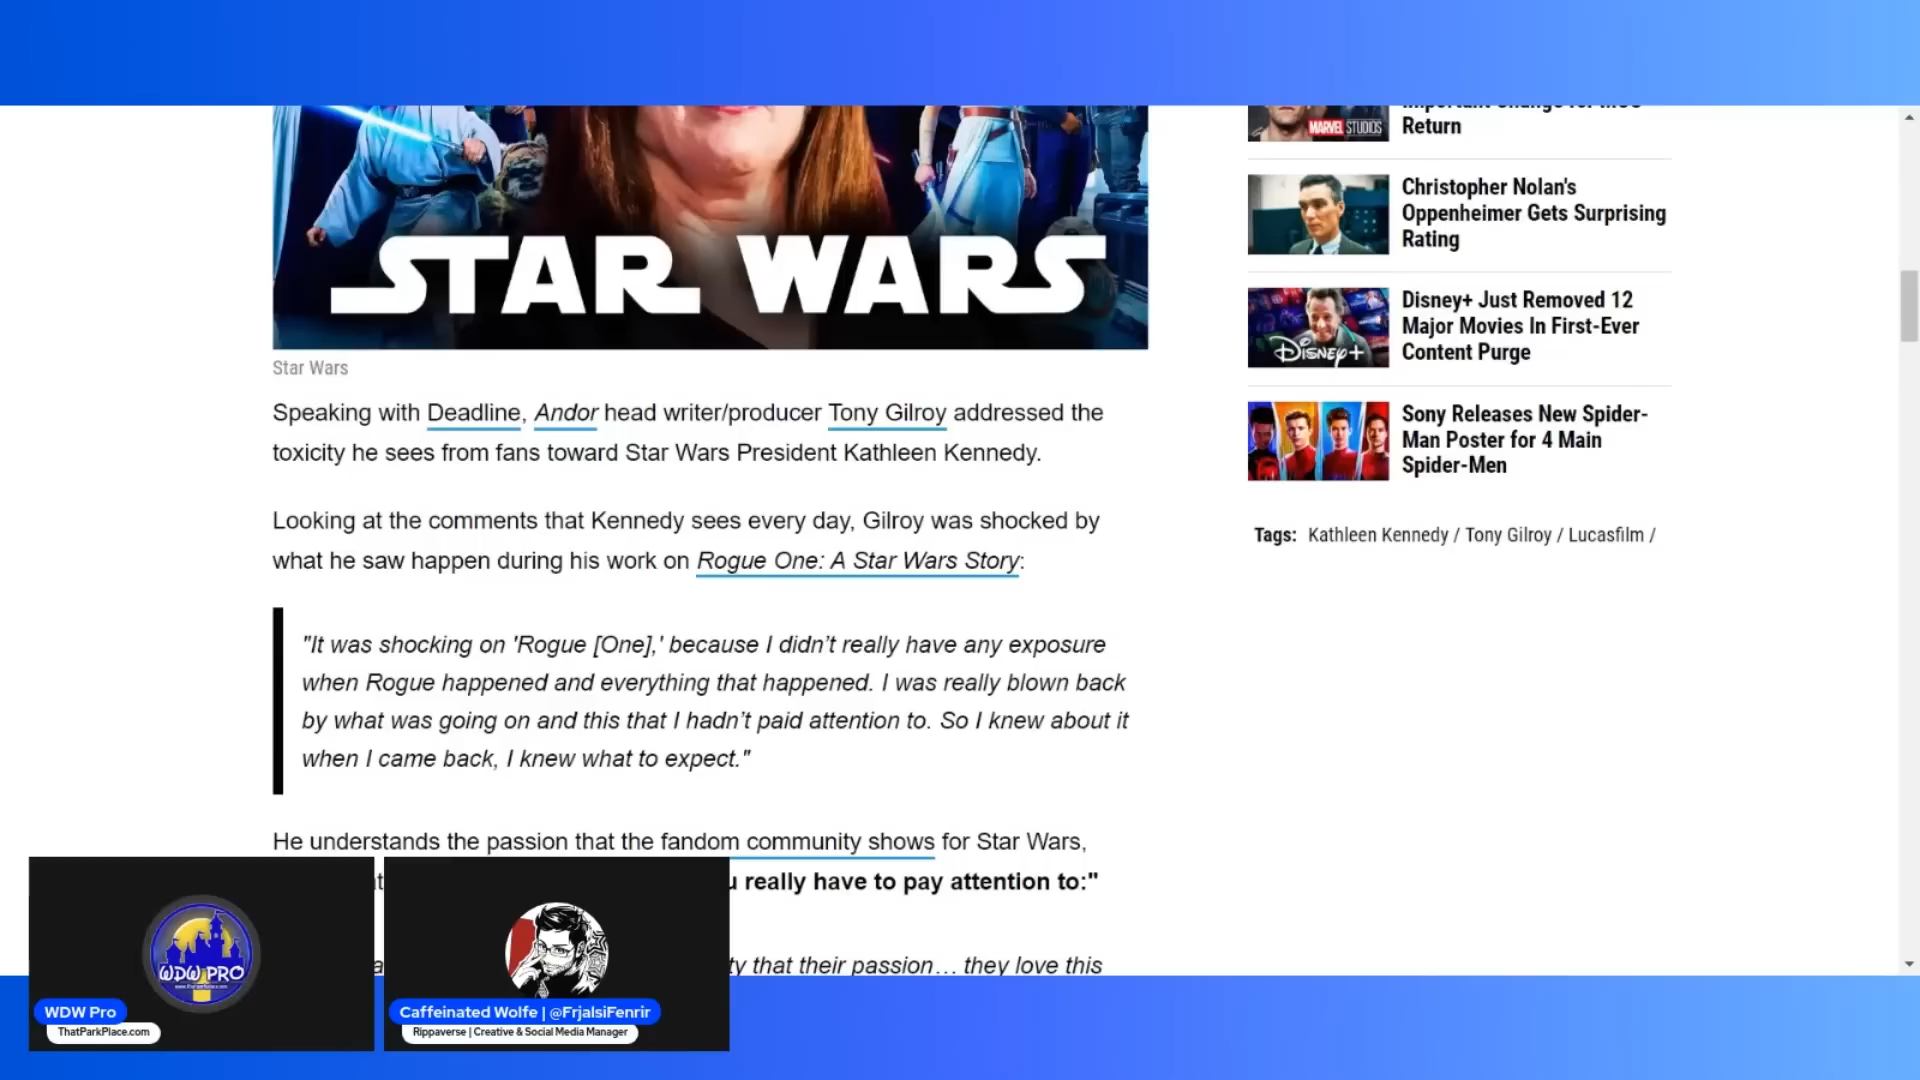 STAR WARS
Star Wars
Speaking with Deadline, Andor head writer/producer Tony Gilroy addressed the
toxicity he sees from fans toward Star Wars President Kathleen Kennedy.
Looking at the comments that Kennedy sees every day, Gilroy was shocked by
what he saw happen during his work on Rogue One: A Star Wars Story:
"It was shocking on 'Rogue [One],' because I didn’t really have any exposure
when Rogue happened and everything that happened. I was really blown back
by what was going on and this that I hadn’t paid attention to. So I knew about it
when I came back, I knew what to expect."
He understands the passion that the fandom community shows for Star Wars,
really have to pay attention to:"
that their passion… they love this
Return
MARVEL STUDIOS
Christopher Nolan's
Oppenheimer Gets Surprising
Rating
Disney+ Just Removed 12
Major Movies In First-Ever
Content Purge
Disney+
Sony Releases New Spider-
Man Poster for 4 Main
Spider-Men
Tags: Kathleen Kennedy / Tony Gilroy / Lucasfilm /
WDW PRO
WDW Pro
ThatParkPlace.com
Caffeinated Wolfe | @FrjalsiFenrir
Rippaverse | Creative & Social Media Manager